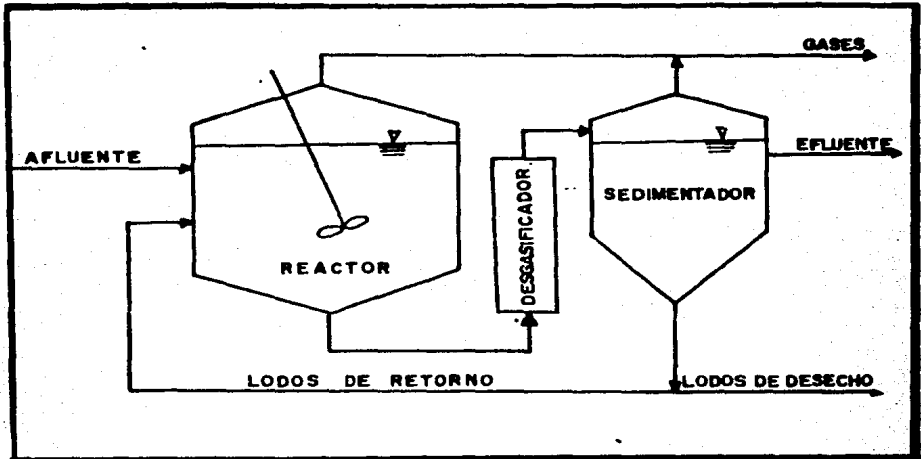 GASES
AFLUENTE
EFLUENTE
SEDIMENTADOR
DESGASIFICADOR
REACTOR
LODOS DE RETORNO
LODOS DE DESECHO